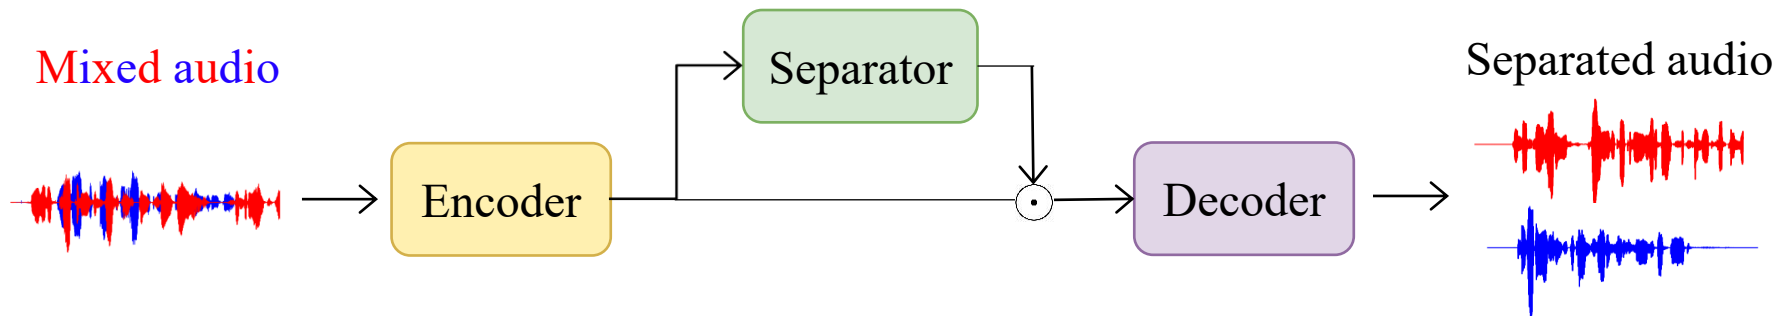 Mixed audio
Encoder
Separator
Decoder
Separated audio